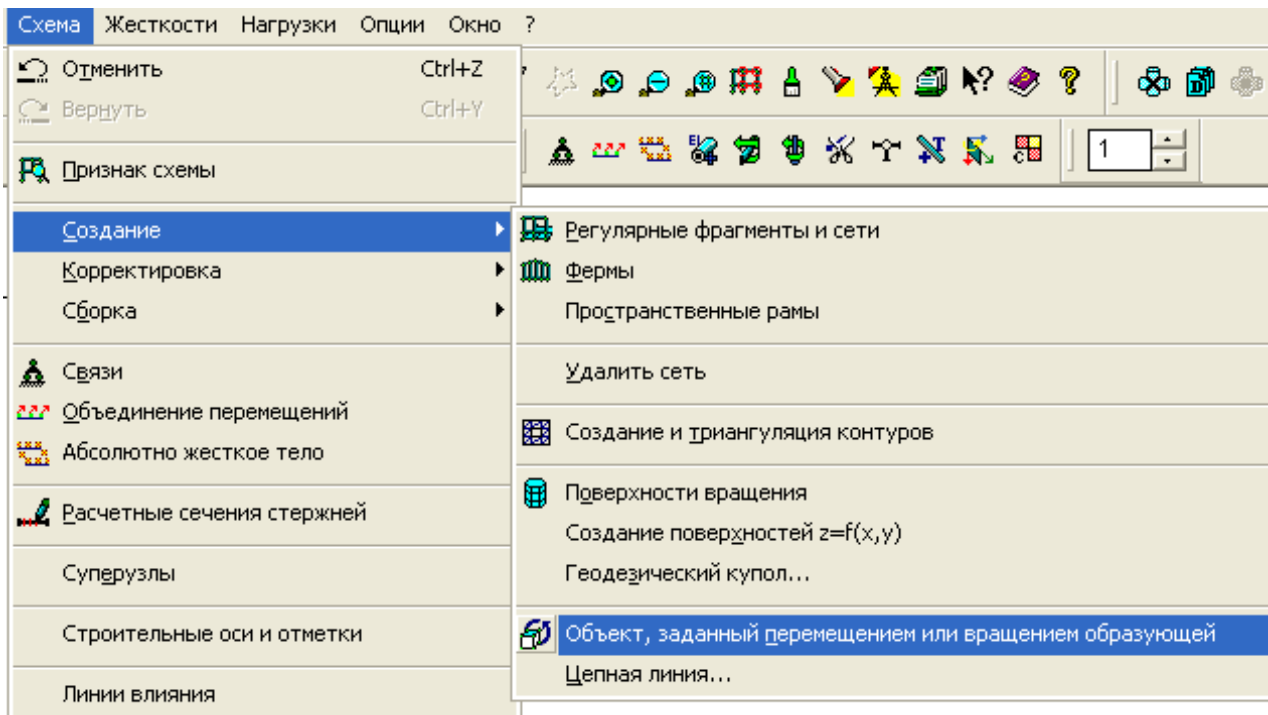 Схема Жесткости Нагрузки Опции Окно ?
Отменить Ctrl+Z
Вернуть Ctrl+Y
1
Признак схемы
Создание
Корректировка
Сборка
Связи
Объединение перемещений
Абсолютно жесткое тело
Расчетные сечения стержней
Суперузлы
Строительные оси и отметки
Линии влияния
Регулярные фрагменты и сети
Фермы
Пространственные рамы
Удалить сеть
Создание и триангуляция контуров
Поверхности вращения
Создание поверхностей z=f(x,y)
Геодезический купол...
Объект, заданный перемещением или вращением образующей
Цепная линия...